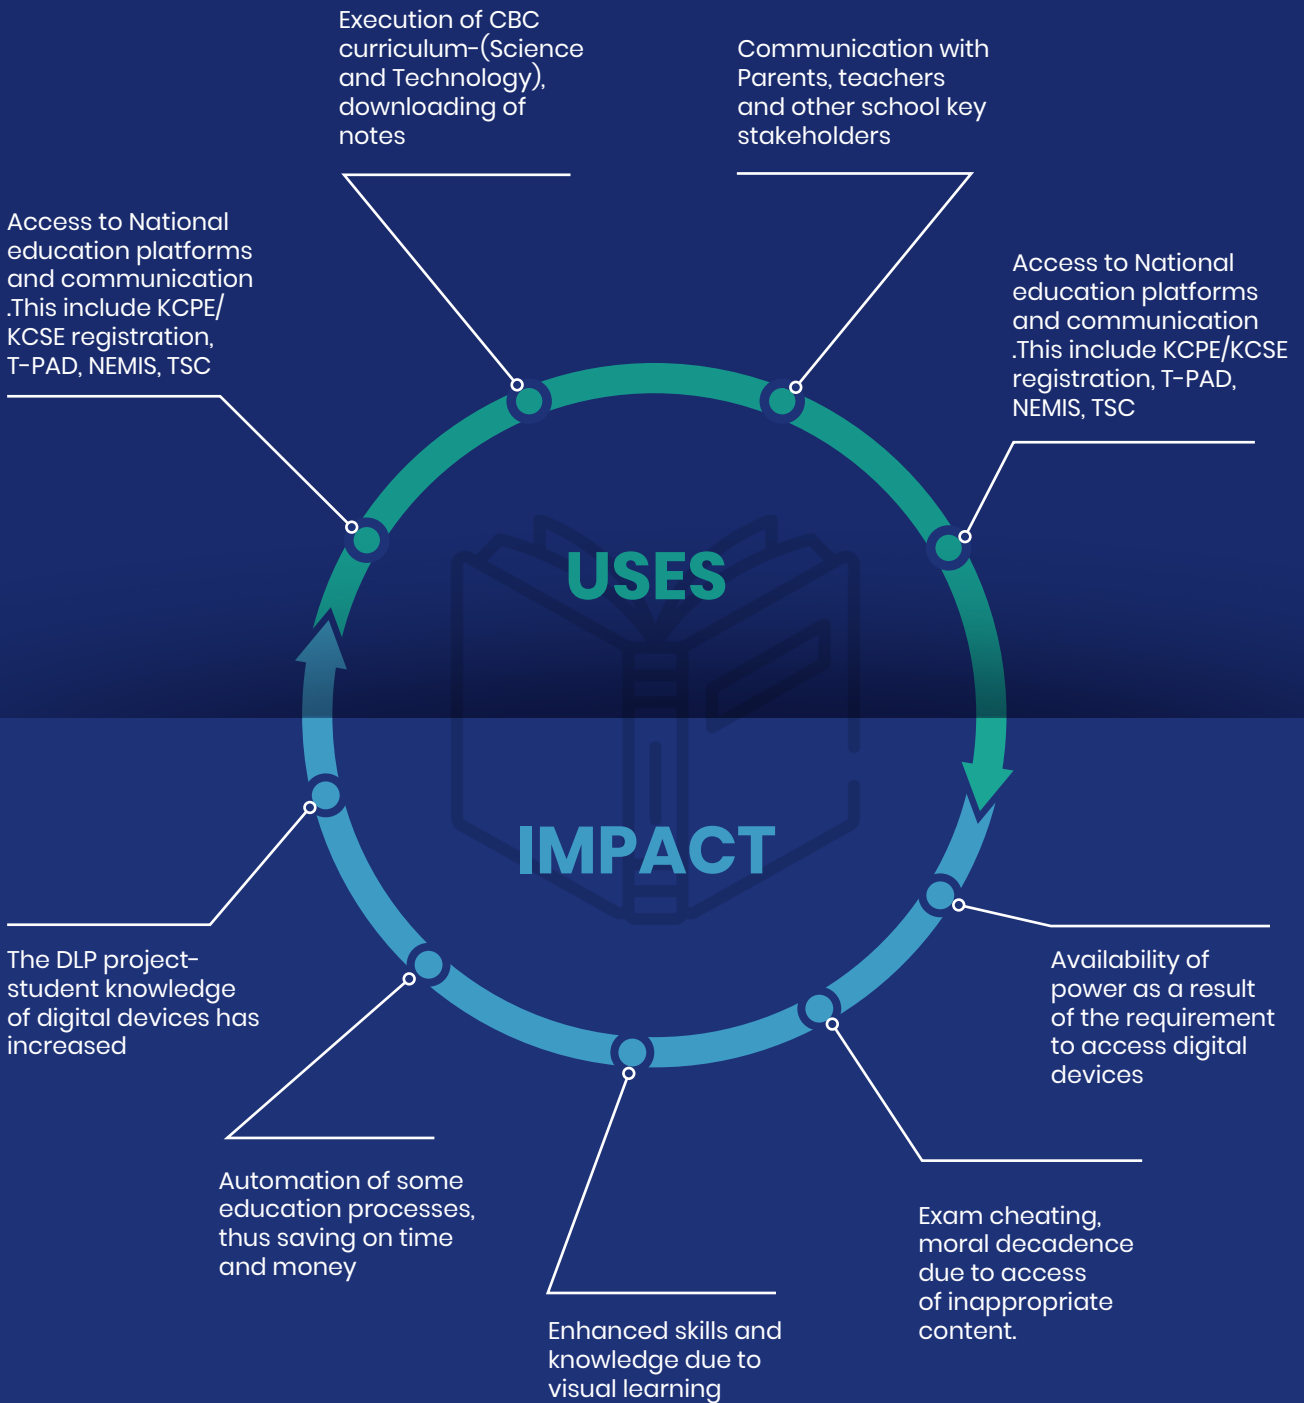 Execution of CBC
curriculum-(Science
and Technology),
downloading of
notes
Communication with
Parents, teachers
and other school key
stakeholders
Access to National
education platforms
and communication
.This include KCPE/
KCSE registration,
T-PAD, NEMIS, TSC
Access to National
education platforms
and communication
.This include KCPE/KCSE
registration, T-PAD,
NEMIS, TSC
USES
IMPACT
The DLP project-
student knowledge
of digital devices has
increased
Availability of
power as a result
of the requirement
to access digital
devices
Automation of some
education processes,
thus saving on time
and money
Exam cheating,
moral decadence
due to access
of inappropriate
content.
Enhanced skills and
knowledge due to
visual learning